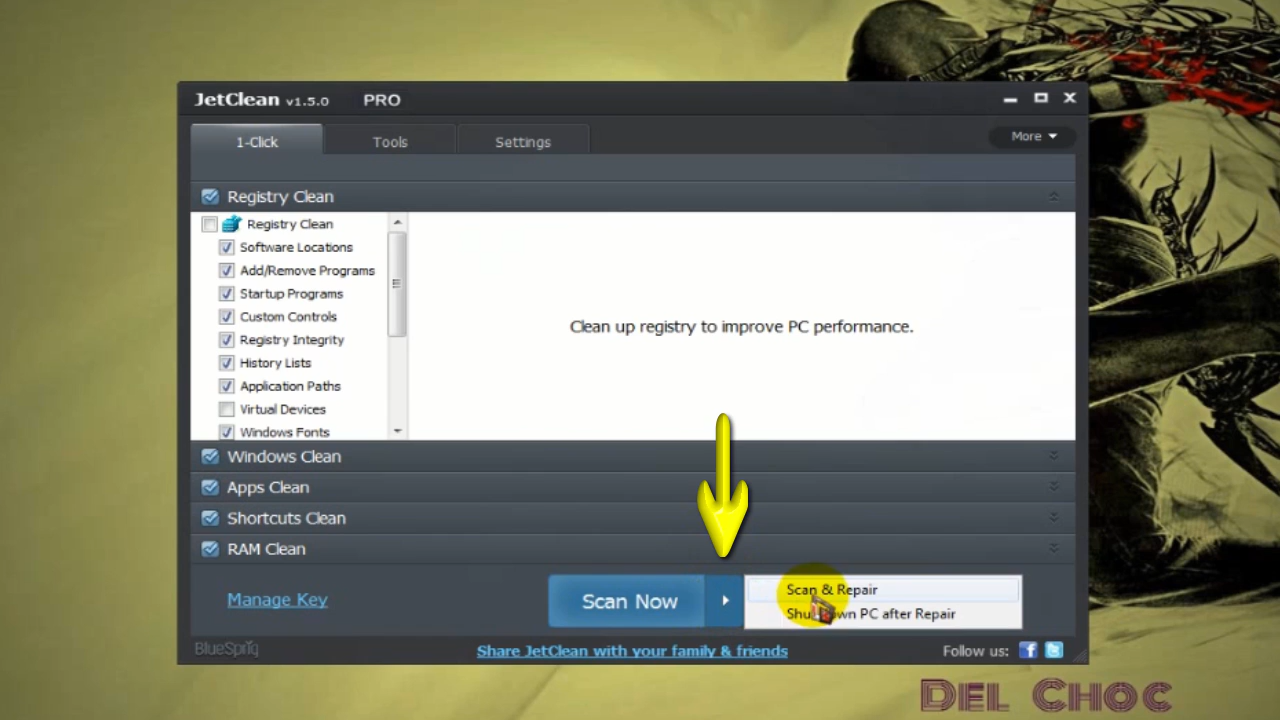 JetClean v1.5.0 PRO
1-Click Tools Settings More
Registry Clean
Registry Clean
Software Locations
Add/Remove Programs
Startup Programs
Custom Controls
Registry Integrity
History Lists
Application Paths
Virtual Devices
Windows Fonts
Clean up registry to improve PC performance.
Windows Clean
Apps Clean
Shortcuts Clean
RAM Clean
Manage Key
Scan Now
Scan & Repair
PC after Repair
BlueSpriq
Share JetClean with your family & friends
Follow us:
Del Choc